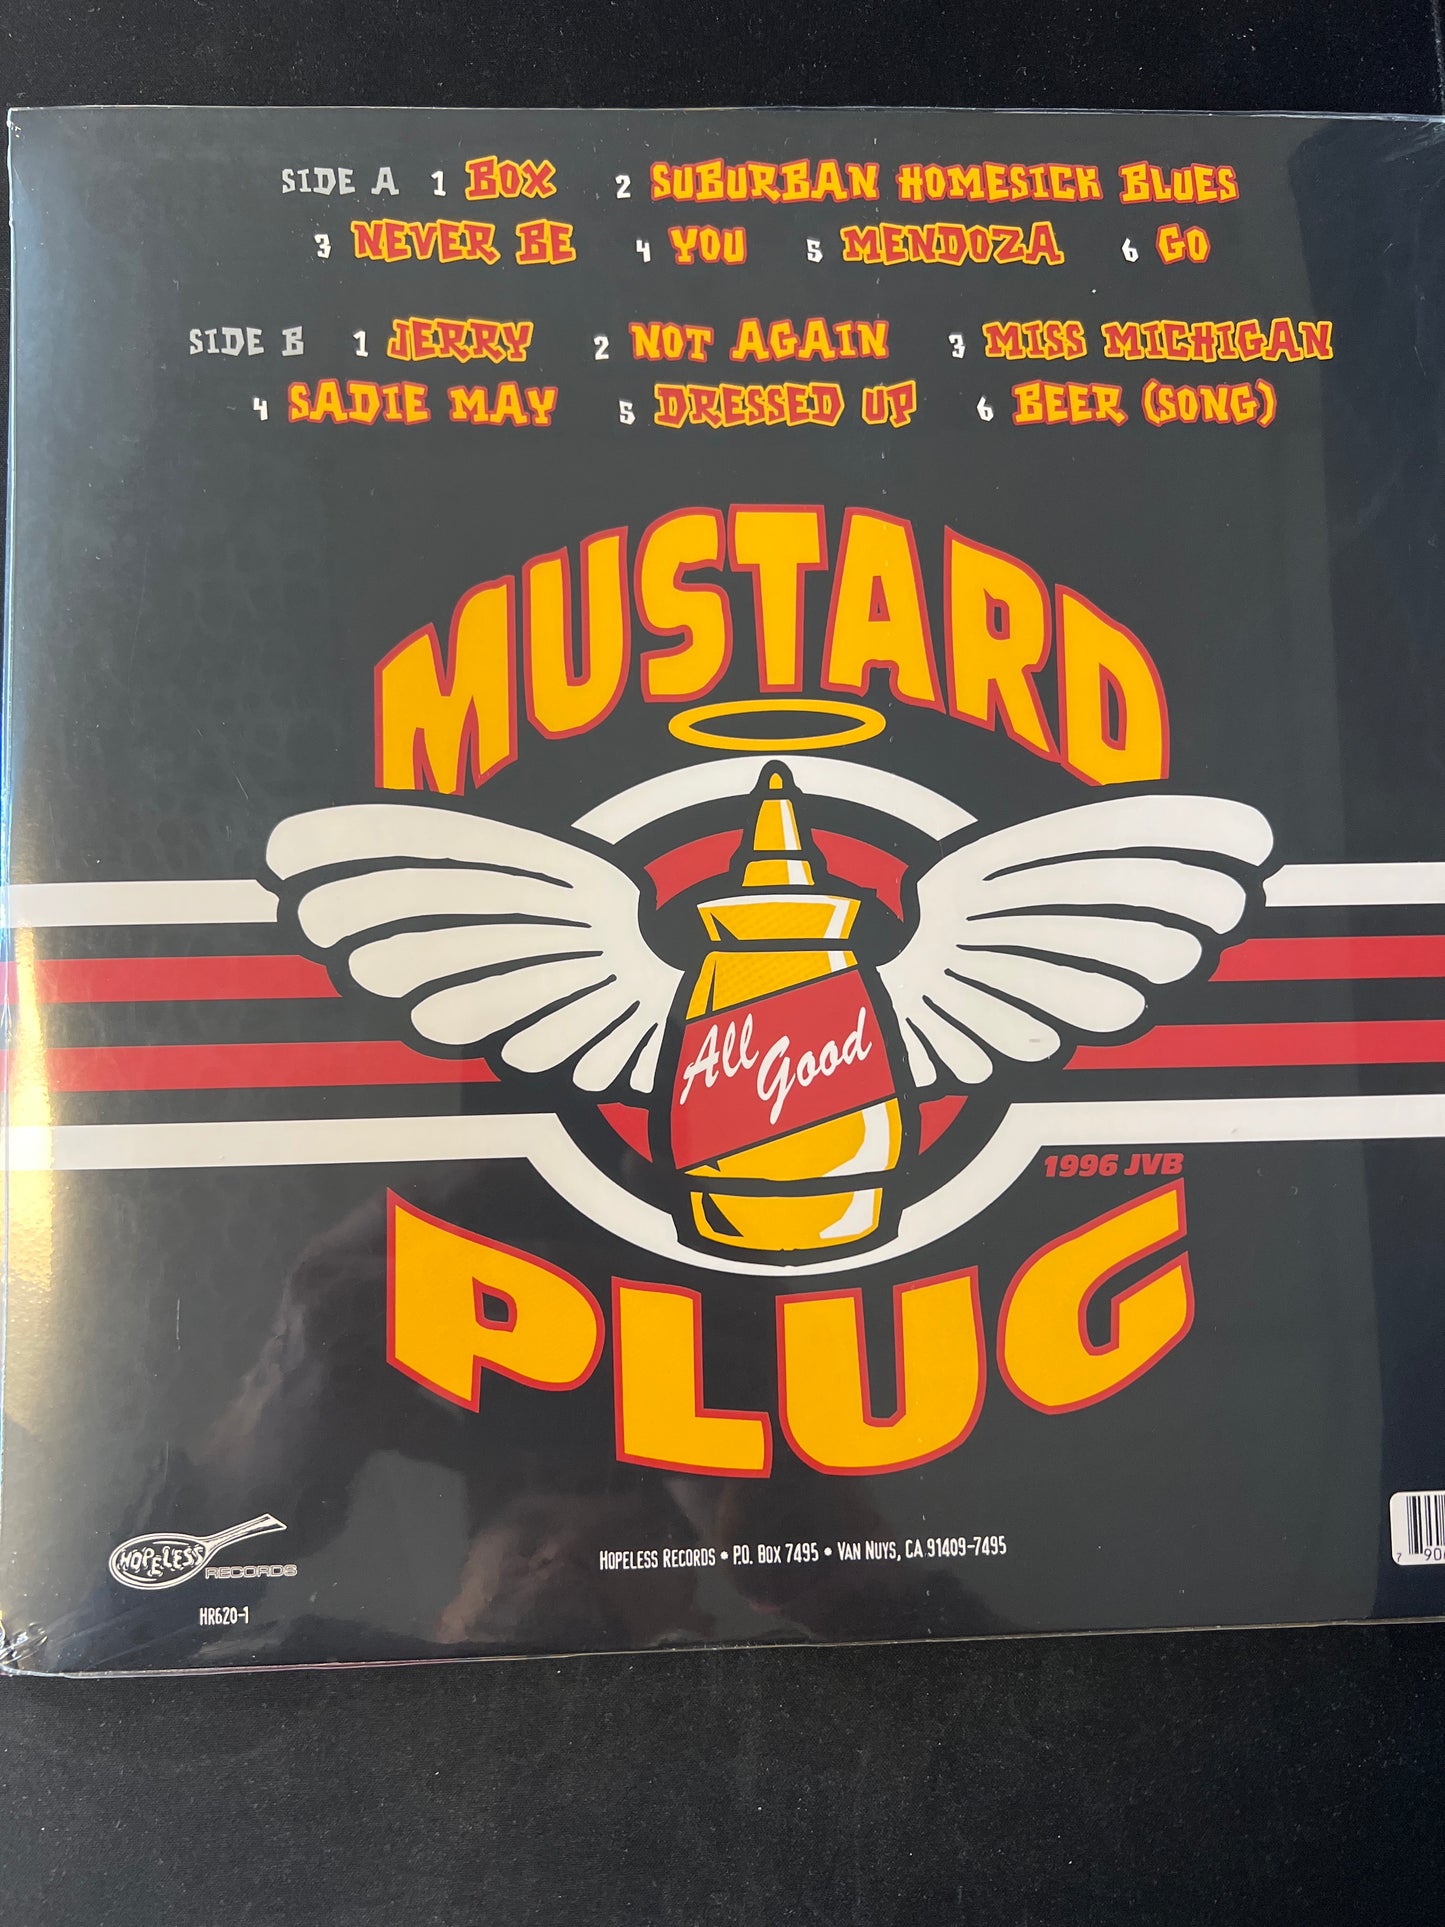 SIDE A 1 BOX 2 SUBURBAN HOMESICK BLUES
3 NEVER BE 4 YOU 5 MENDOZA 6 GO
SIDE B 1 JERRY 2 NOT AGAIN 3 MISS MICHIGAN
4 SADIE MAY 5 DRESSED UP 6 BEER (SONG)
MUSTARD
All Good
1996 JVB
PLUG
HOPELESS
RECORDS
HOPELESS RECORDS • P.O. BOX 7495 • VAN NUYS, CA 91409-7495
HR620-1
7 90